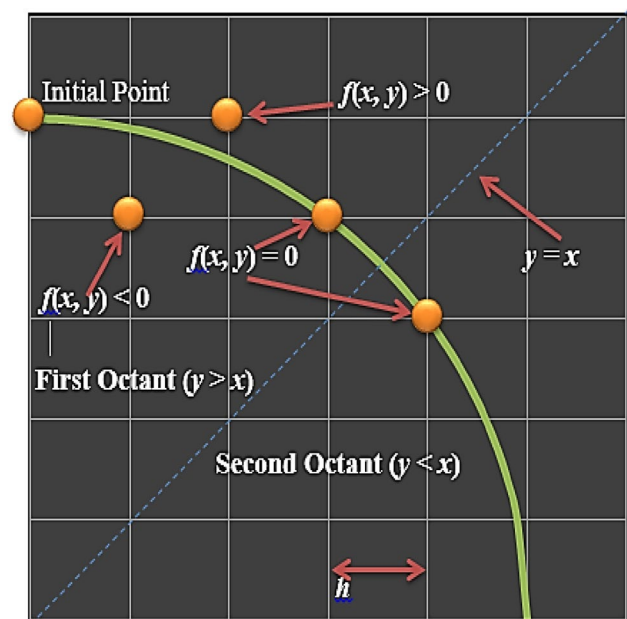 f(x, y) > 0
Initial Point
f(x, y) = 0
y = x
f(x, y) < 0
First Octant (y > x)
Second Octant (y < x)
h